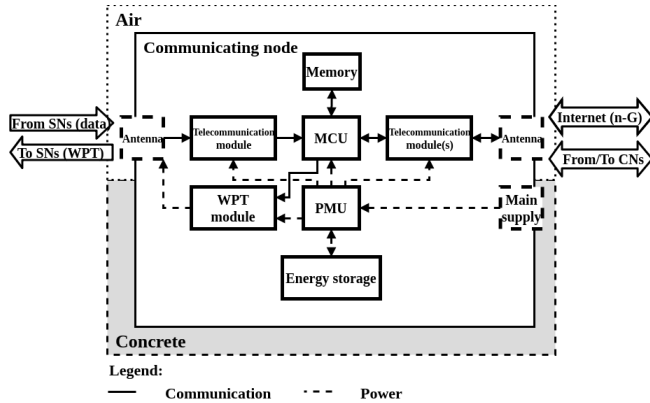 Air
Communicating node
Memory
From SNs (data)
To SNs (WPT)
Antenna
Telecommunication
module
MCU
Telecommunication
module(s)
Antenna
Internet (n-G)
From/To CNs
WPT
module
PMU
Main
supply
Energy storage
Concrete
Legend:
Communication
Power